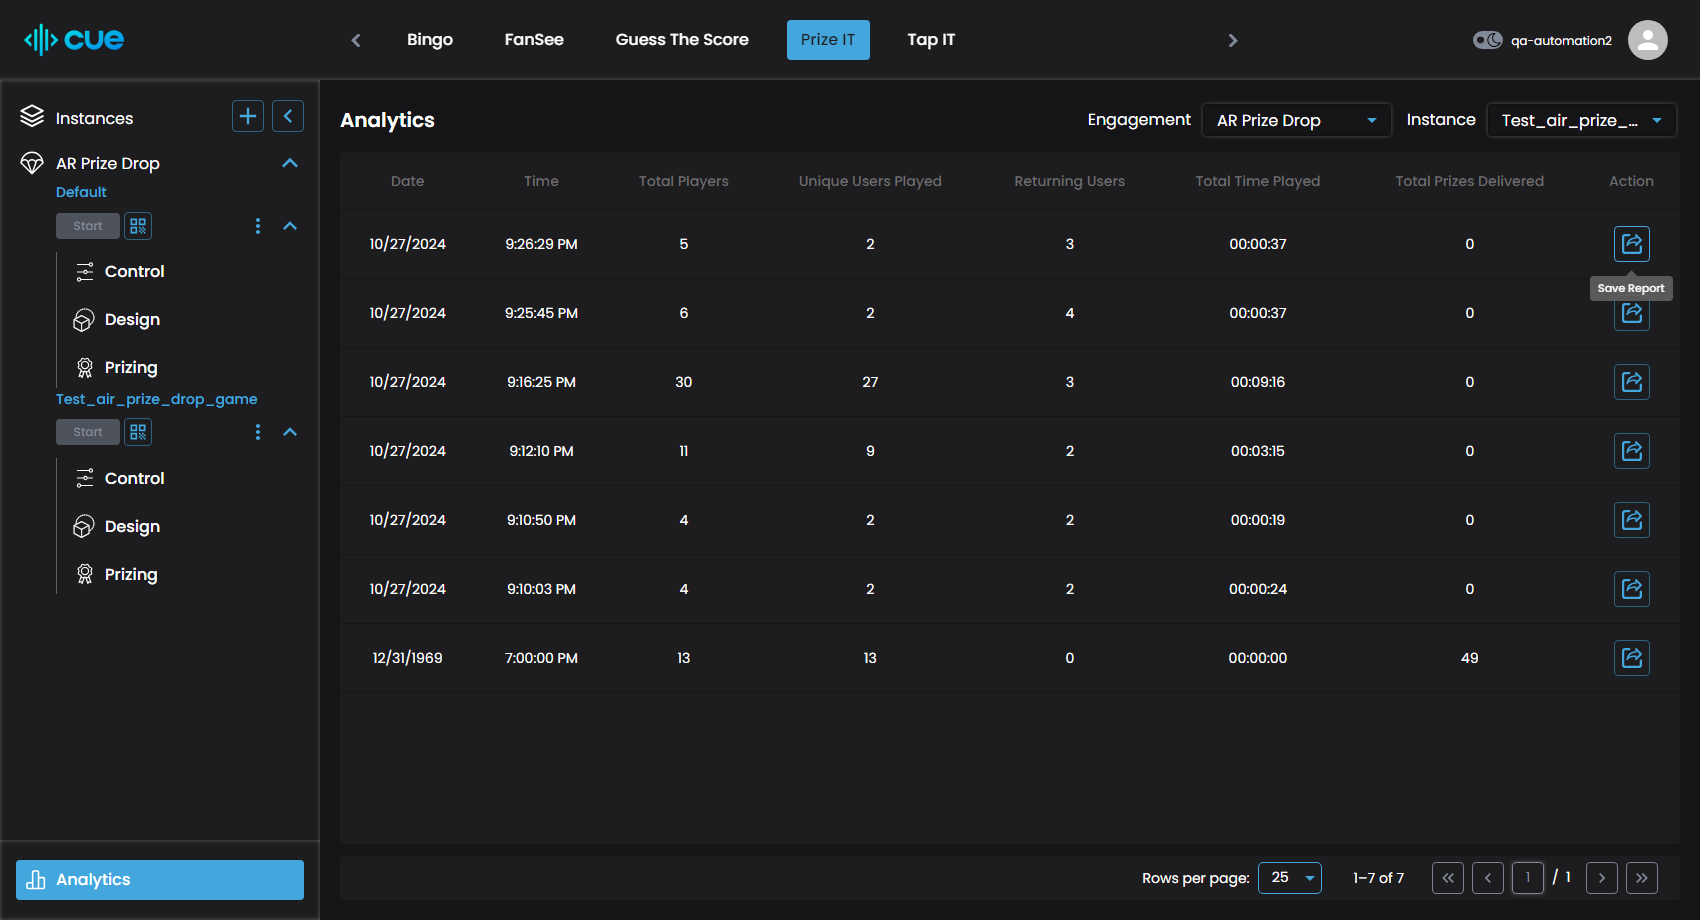 cue
Bingo FanSee Guess The Score Prize IT Tap IT
qa-automation2
Instances
AR Prize Drop
Default
Start
Control
Design
Prizing
Test_air_prize_drop_game
Start
Control
Design
Prizing
Analytics
Analytics
Engagement AR Prize Drop Instance Test_air_prize_...
Date Time Total Players Unique Users Played Returning Users Total Time Played Total Prizes Delivered Action
10/27/2024 9:26:29 PM 5 2 3 00:00:37 0
Save Report
10/27/2024 9:25:45 PM 6 2 4 00:00:37 0
10/27/2024 9:16:25 PM 30 27 3 00:09:16 0
10/27/2024 9:12:10 PM 11 9 2 00:03:15 0
10/27/2024 9:10:50 PM 4 2 2 00:00:19 0
10/27/2024 9:10:03 PM 4 2 2 00:00:24 0
12/31/1969 7:00:00 PM 13 13 0 00:00:00 49
Rows per page: 25 1–7 of 7 1 / 1